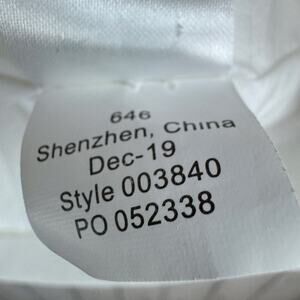 646
Shenzhen, China
Dec-19
Style 003840
PO 052338